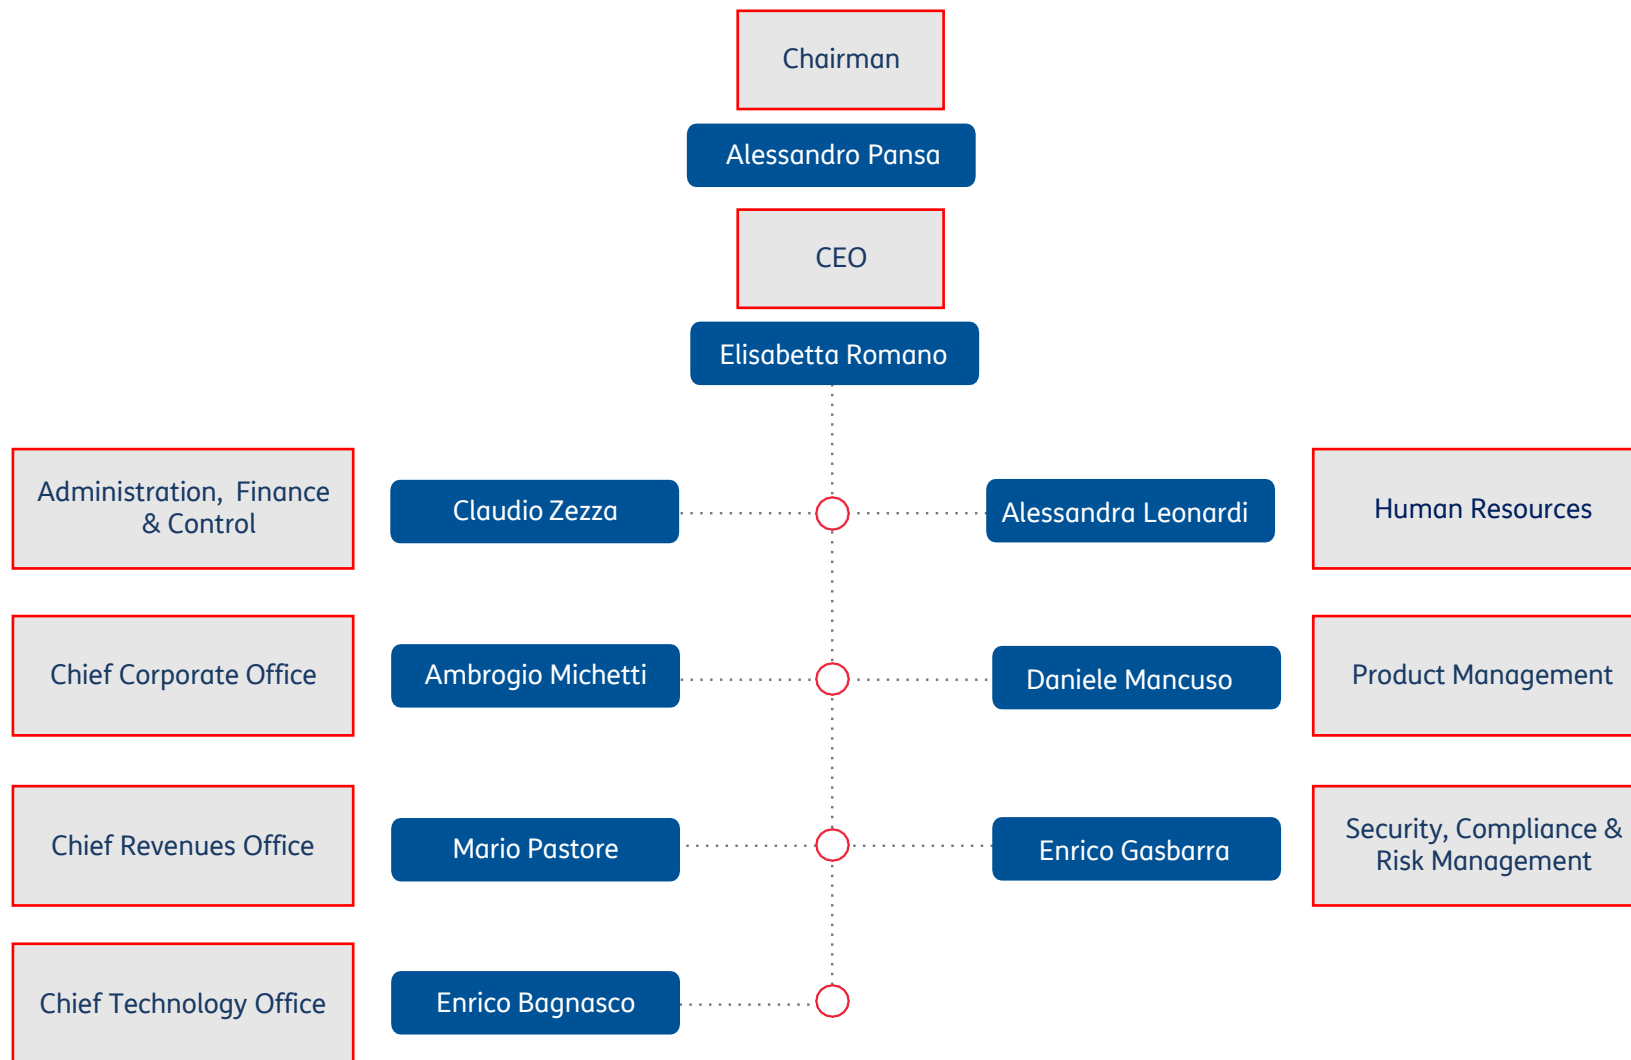 Chairman
Alessandro Pansa
CEO
Elisabetta Romano
Administration, Finance
& Control
Claudio Zezza
Alessandra Leonardi
Human Resources
Chief Corporate Office
Ambrogio Michetti
Daniele Mancuso
Product Management
Chief Revenues Office
Mario Pastore
Enrico Gasbarra
Security, Compliance &
Risk Management
Chief Technology Office
Enrico Bagnasco